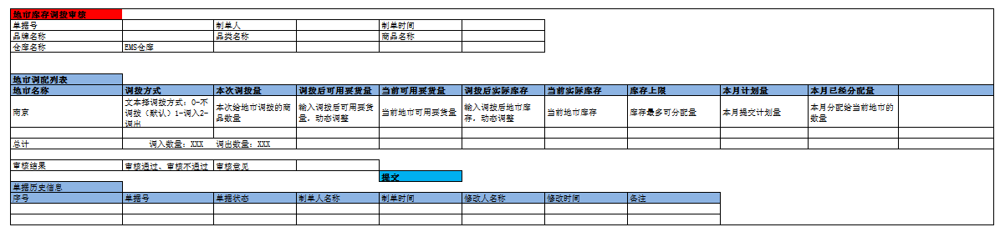 地市库存调拨审核
单据号 制单人 制单时间
品牌名称 品类名称 商品名称
仓库名称 EMS仓库
地市调配列表
地市名称 调拨方式 本次调拨量 调拨后可用要货量 当前可用要货量 调拨后实际库存 当前实际库存 库存上限 本月计划量 本月已经分配量
南京 文本择调拨方式：0-不调拨（默认）1-调入2-调出 本次给地市调拨的商品数量 输入调拨后可用要货量，动态调整 当前地市可用要货量 输入调拨后地市库存，动态调整 当前地市库存 库存最多可分配量 本月提交计划量 本月分配给当前地市的数量
总计 调入数量：XXX 调出数量：XXX
审核结果 审核通过、审核不通过 审核意见
提交
单据历史信息
序号 单据号 单据状态 制单人名称 制单时间 修改人名称 修改时间 备注